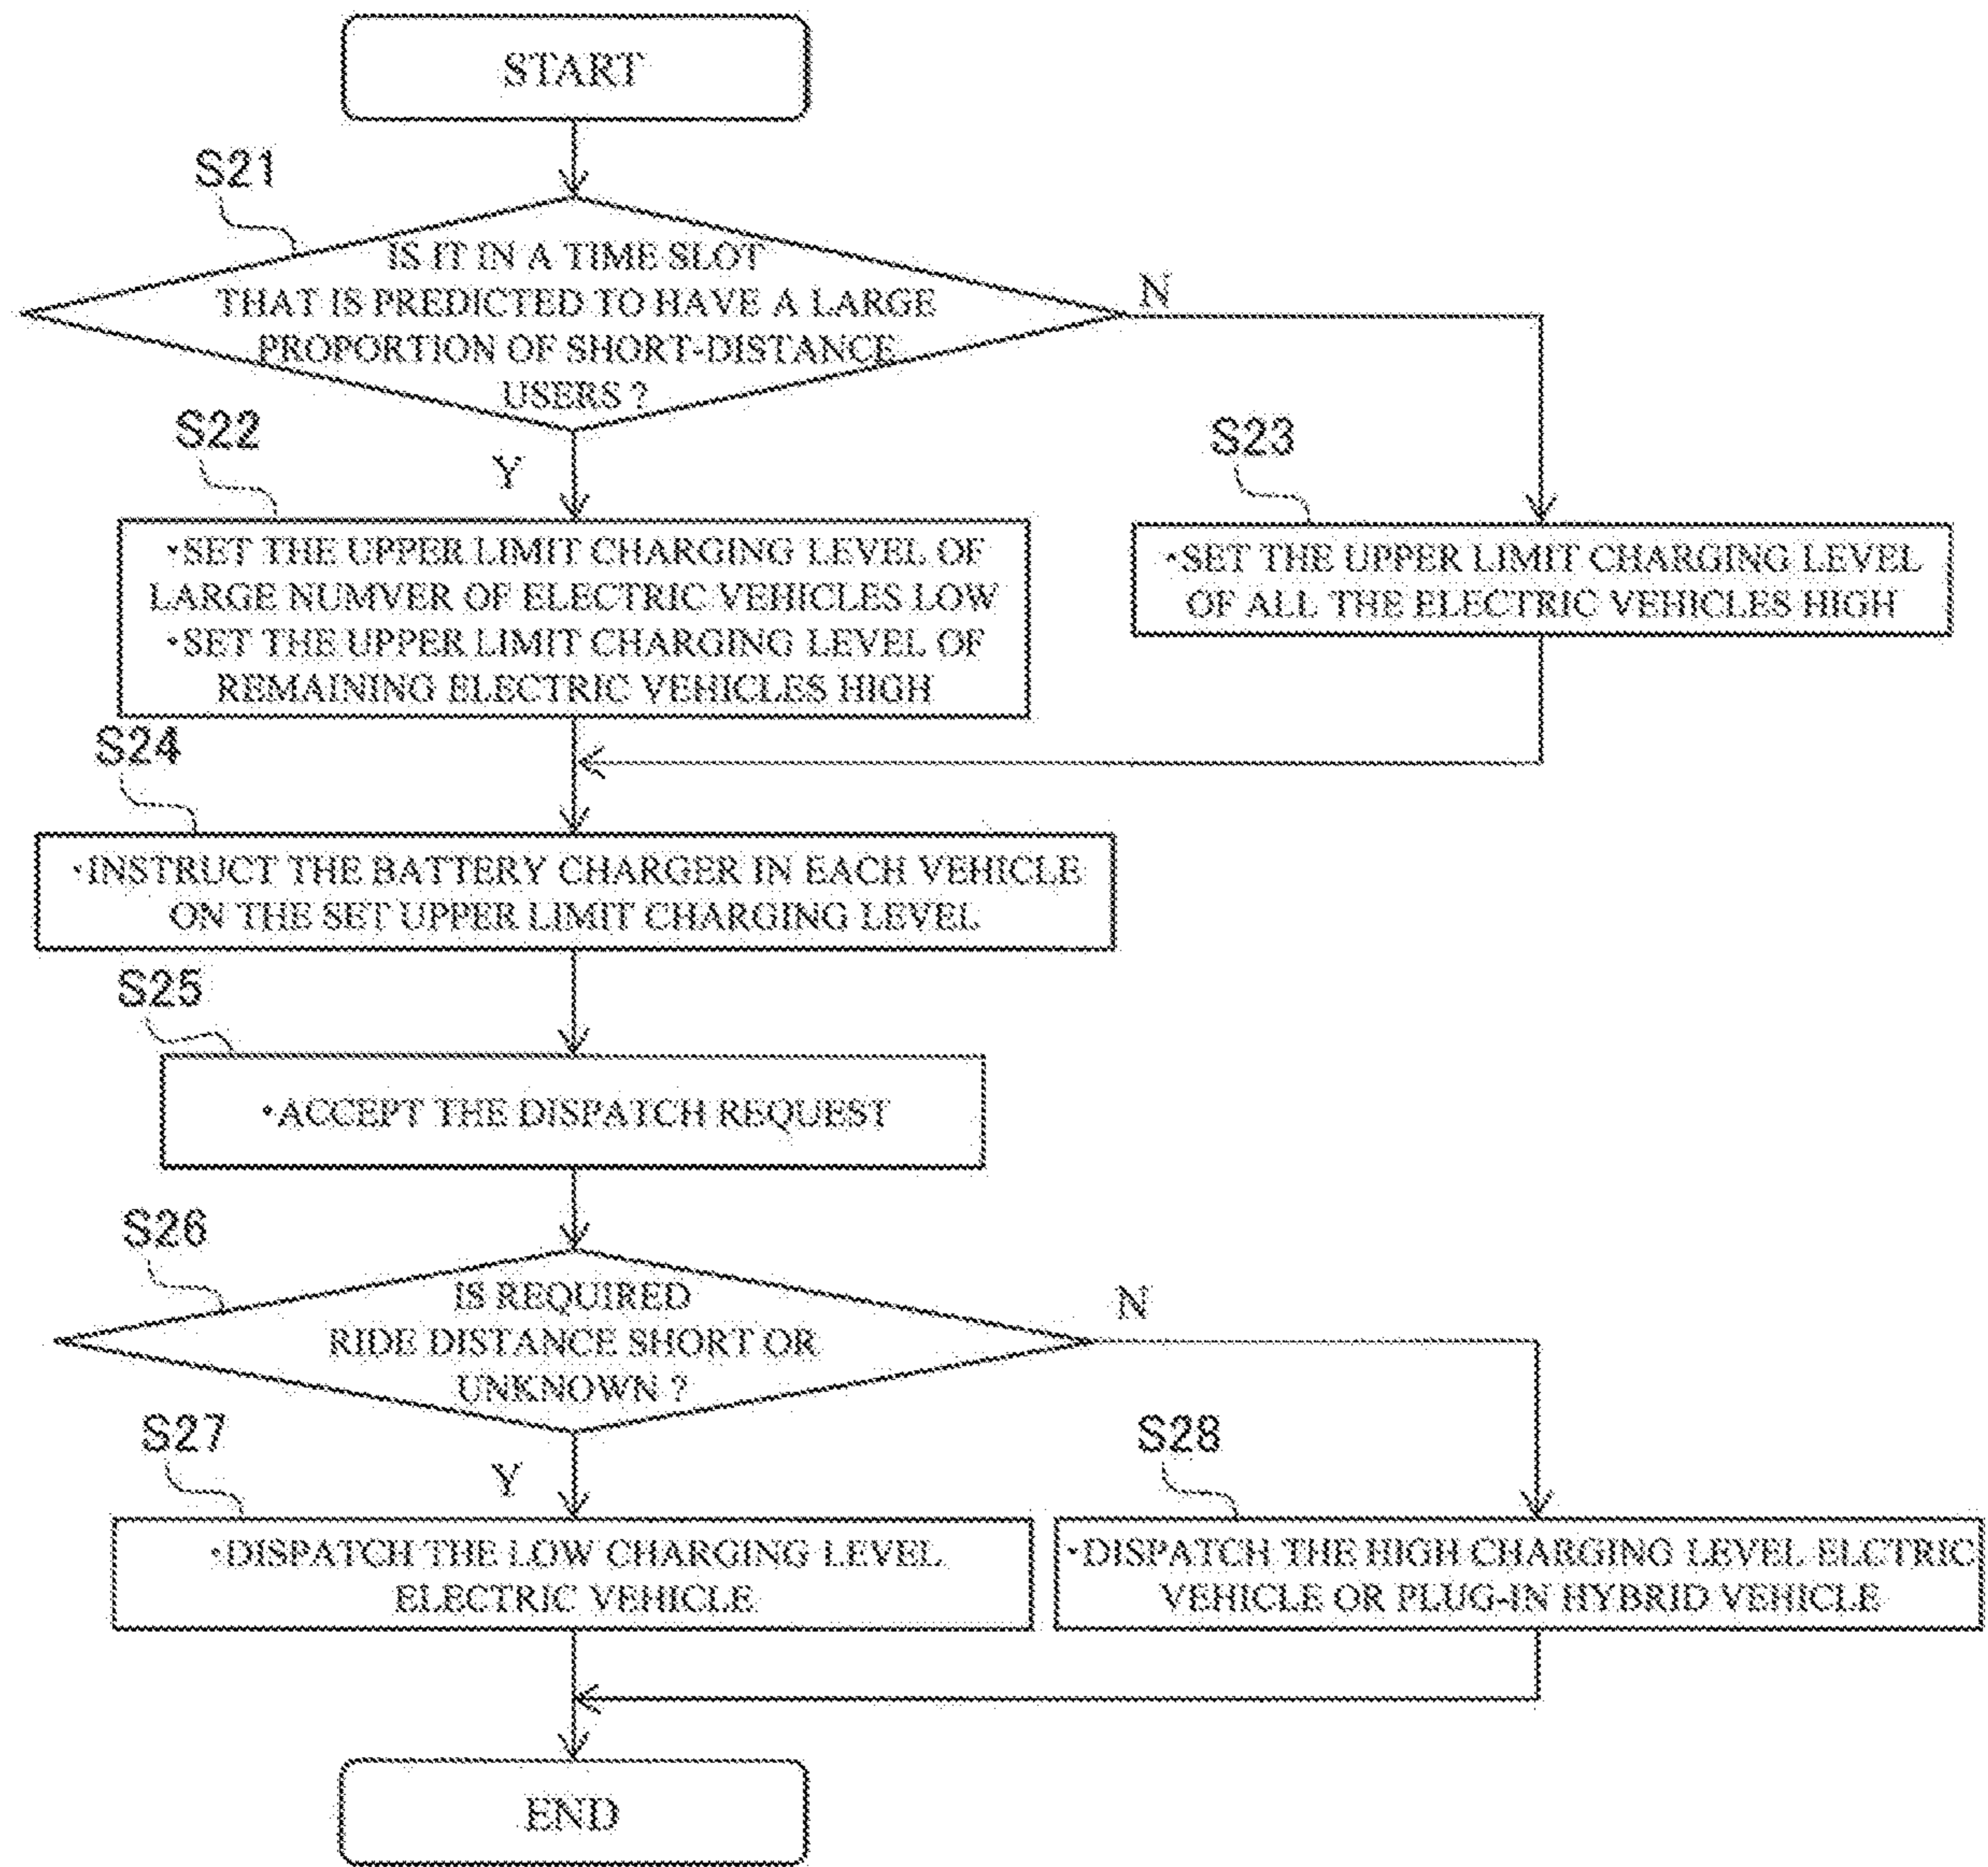 START
S21
IS IT IN A TIME SLOT
THAT IS PREDICTED TO HAVE A LARGE
PROPORTION OF SHORT-DISTANCE
USERS ?
N
Y
S22
・SET THE UPPER LIMIT CHARGING LEVEL OF
LARGE NUMVER OF ELECTRIC VEHICLES LOW
・SET THE UPPER LIMIT CHARGING LEVEL OF
REMAINING ELECTRIC VEHICLES HIGH
S23
・SET THE UPPER LIMIT CHARGING LEVEL
OF ALL THE ELECTRIC VEHICLES HIGH
S24
・INSTRUCT THE BATTERY CHARGER IN EACH VEHICLE
ON THE SET UPPER LIMIT CHARGING LEVEL
S25
・ACCEPT THE DISPATCH REQUEST
S26
IS REQUIRED
RIDE DISTANCE SHORT OR
UNKNOWN ?
N
Y
S27
・DISPATCH THE LOW CHARGING LEVEL
ELECTRIC VEHICLE
S28
・DISPATCH THE HIGH CHARGING LEVEL ELCTRIC
VEHICLE OR PLUG-IN HYBRID VEHICLE
END